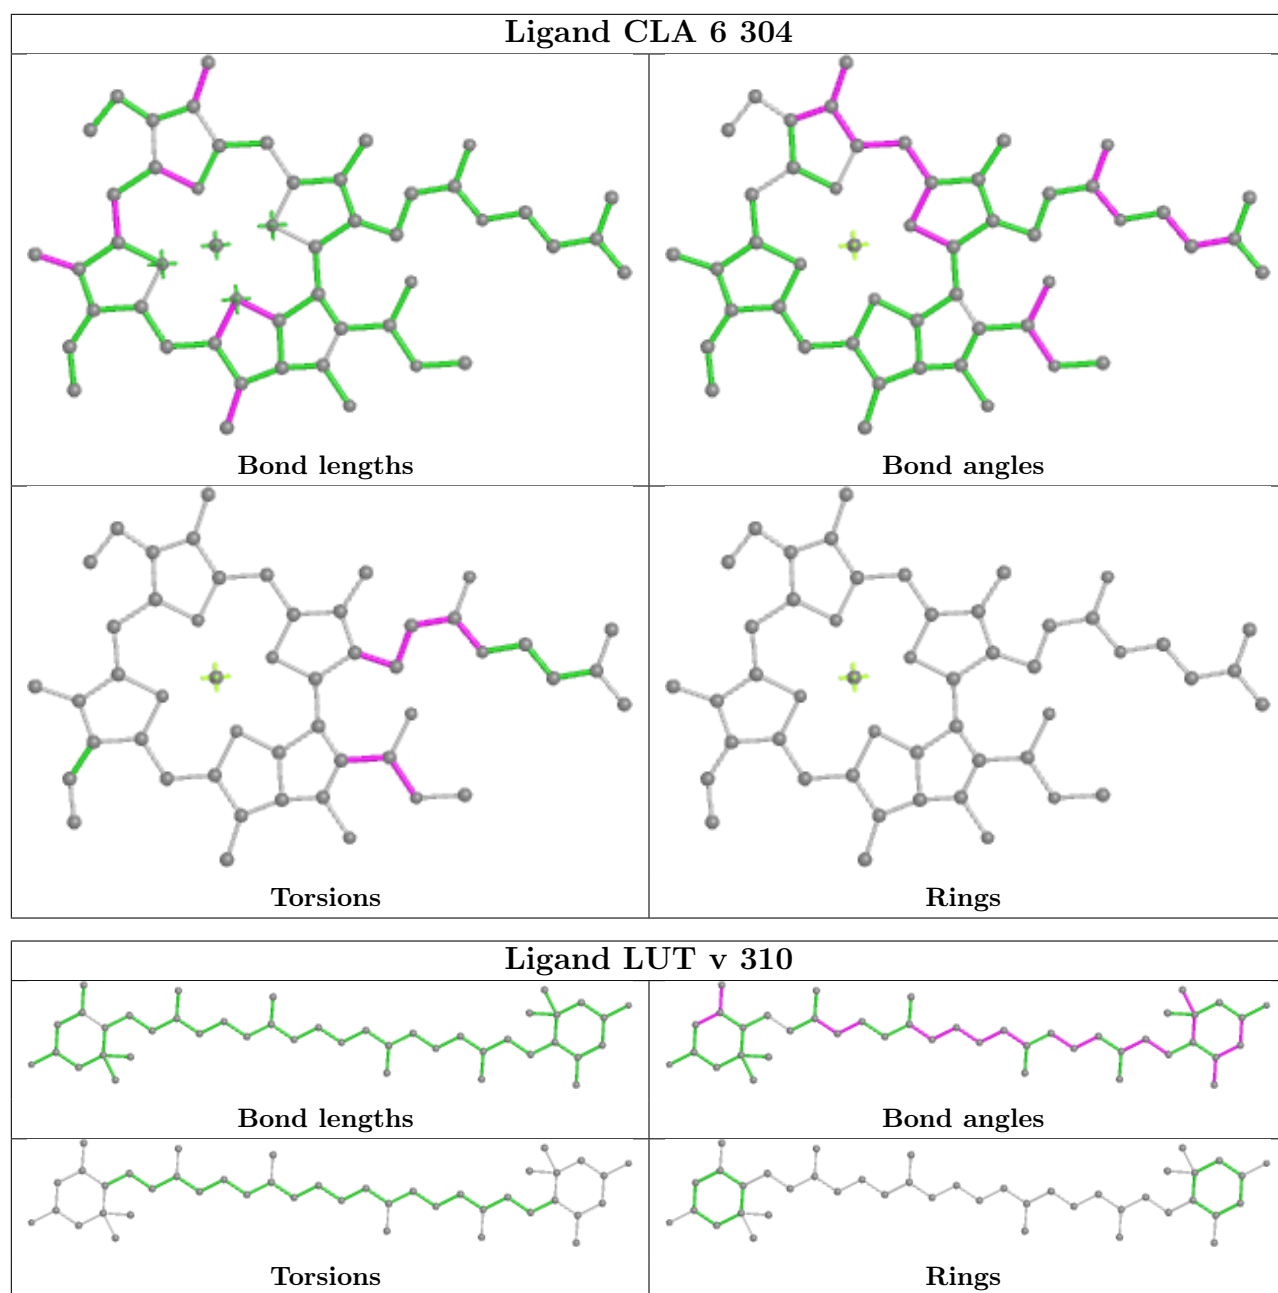 Ligand CLA 6 304
Bond lengths
Bond angles
Torsions
Rings
Ligand LUT v 310
Bond lengths
Bond angles
Torsions
Rings